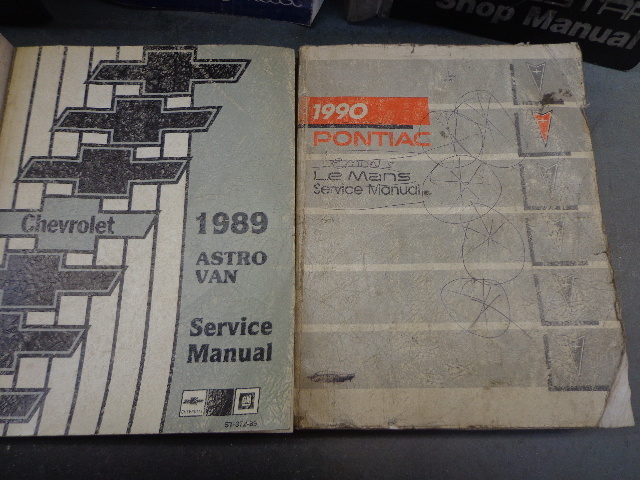 Shop Manual
Chevrolet
1989
ASTRO
VAN
Service
Manual
1990
PONTIAC
Le Mans
Service Manual